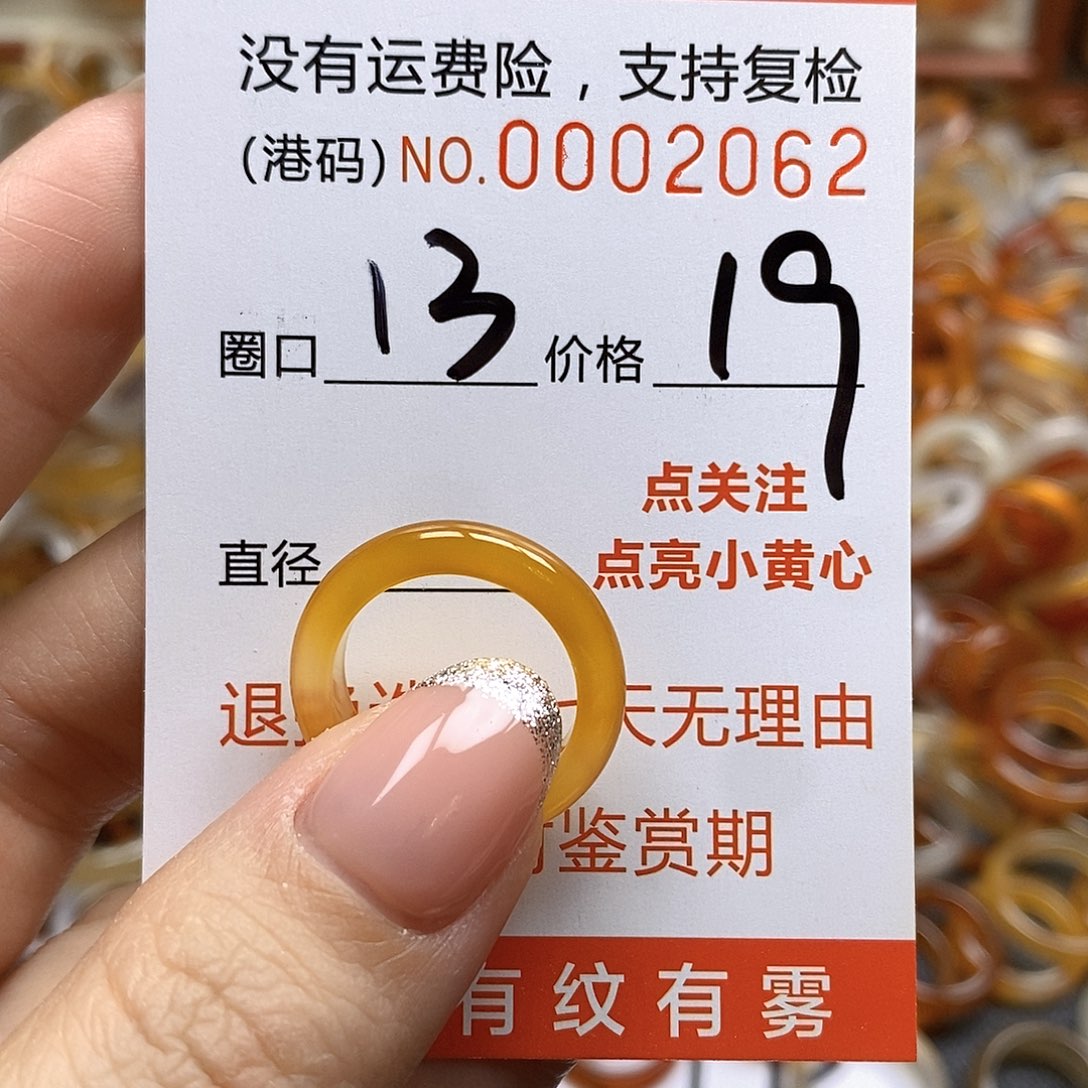 没有运费险，支持复检
(港码) NO.0002062
圈口 13 价格 19
点关注
直径 点亮小黄心
退 天无理由
鉴赏期
有纹有雾